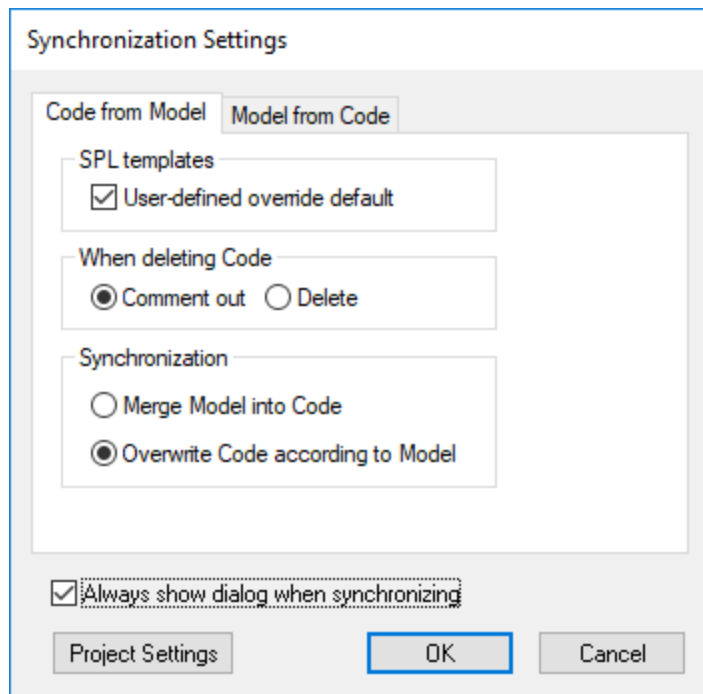 Synchronization Settings
Code from Model
Model from Code
SPL templates
User-defined override default
When deleting Code
Comment out
Delete
Synchronization
Merge Model into Code
Overwrite Code according to Model
Always show dialog when synchronizing
Project Settings
OK
Cancel